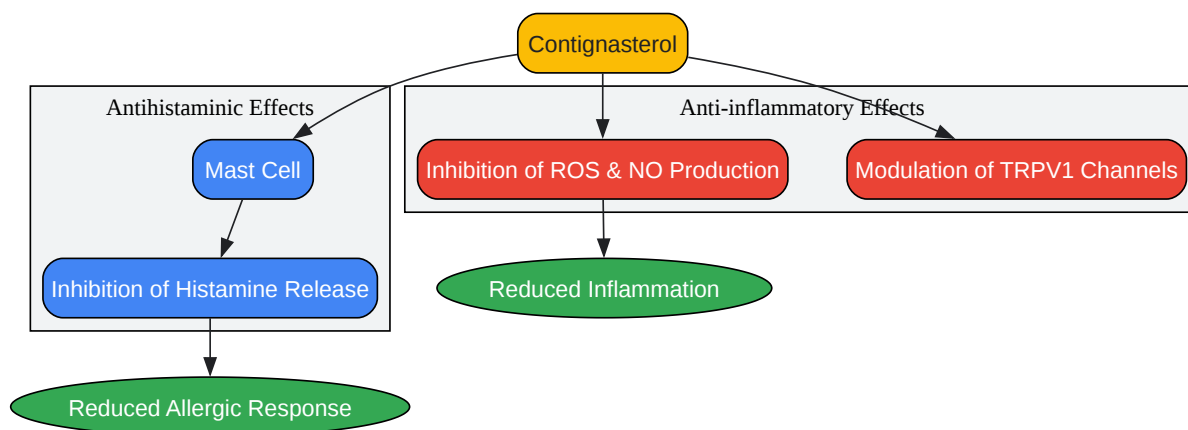 Contignasterol
Antihistaminic Effects
Anti-inflammatory Effects
Mast Cell
Inhibition of ROS & NO Production
Modulation of TRPV1 Channels
Inhibition of Histamine Release
Reduced Inflammation
Reduced Allergic Response